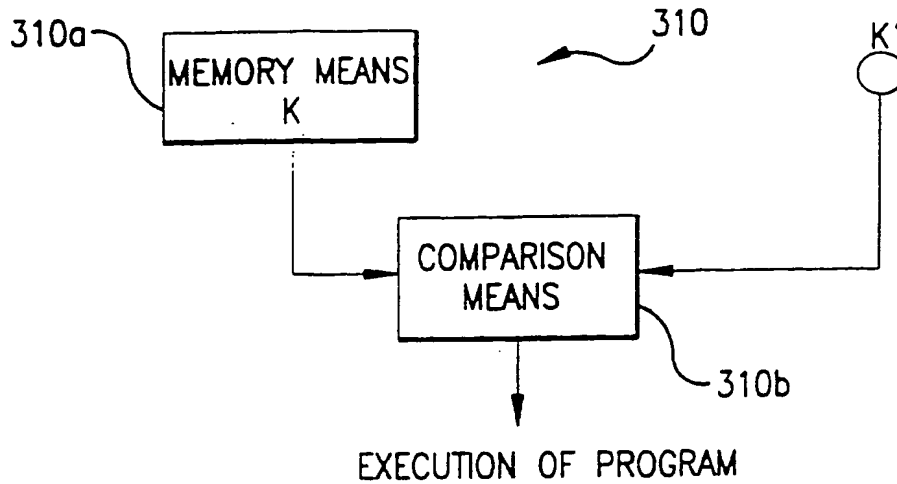 310a
MEMORY MEANS
K
310
K'
COMPARISON
MEANS
310b
EXECUTION OF PROGRAM